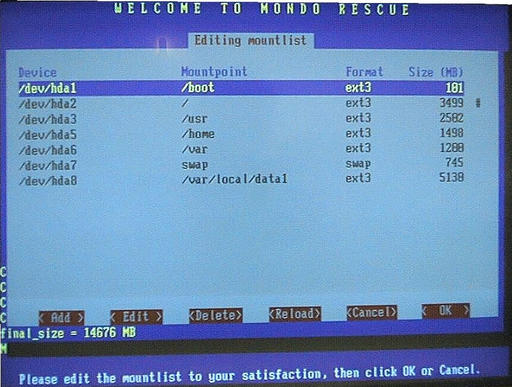 WELCOME TO MONDO RESCUE
Editing mountlist
Device Mountpoint Format Size (MB)
/dev/hda1 /boot ext3 101
/dev/hda2 / ext3 3499 #
/dev/hda3 /usr ext3 2502
/dev/hda5 /home ext3 1498
/dev/hda6 /var ext3 1200
/dev/hda7 swap swap 745
/dev/hda8 /var/local/data1 ext3 5130
C
C
C
C
< Add > < Edit > <Delete> <Reload> <Cancel> < OK >
final_size = 14676 MB
M
Please edit the mountlist to your satisfaction, then click OK or Cancel.